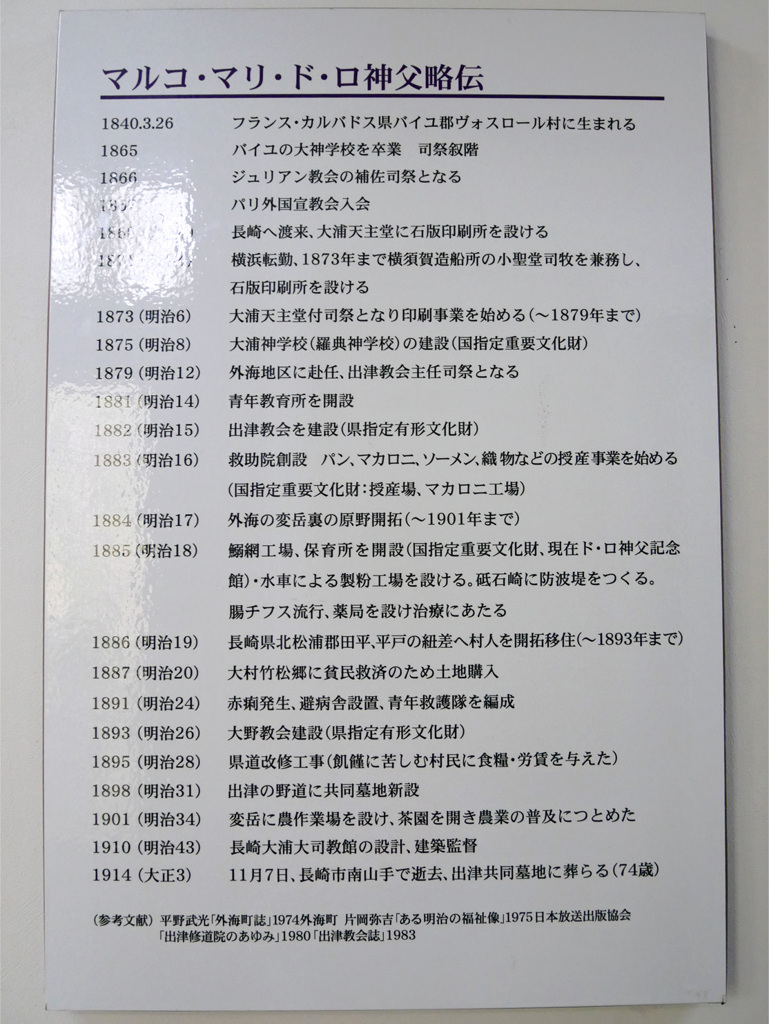 マルコ・マリ・ド・ロ神父略伝
1840.3.26 フランス・カルバドス県バイユ郡ヴォスロール村に生まれる
1865 バイユの大神学校を卒業 司祭叙階
1866 ジュリアン教会の補佐司祭となる
パリ外国宣教会入会
長崎へ渡来、大浦天主堂に石版印刷所を設ける
横浜転勤、1873年まで横須賀造船所の小聖堂司牧を兼務し、
石版印刷所を設ける
1873（明治6） 大浦天主堂付司祭となり印刷事業を始める（～1879年まで）
1875（明治8） 大浦神学校（羅典神学校）の建設（国指定重要文化財）
1879（明治12） 外海地区に赴任、出津教会主任司祭となる
1881（明治14） 青年教育所を開設
1882（明治15） 出津教会を建設（県指定有形文化財）
1883（明治16） 救助院創設 パン、マカロニ、ソーメン、織物などの授産事業を始める
（国指定重要文化財：授産場、マカロニ工場）
1884（明治17） 外海の変岳裏の原野開拓（～1901年まで）
1885（明治18） 鰯網工場、保育所を開設（国指定重要文化財、現在ド・ロ神父記念
館）・水車による製粉工場を設ける。砥石崎に防波堤をつくる。
腸チフス流行、薬局を設け治療にあたる
1886（明治19） 長崎県北松浦郡田平、平戸の紐差へ村人を開拓移住（～1893年まで）
1887（明治20） 大村竹松郷に貧民救済のため土地購入
1891（明治24） 赤痢発生、避病舎設置、青年救護隊を編成
1893（明治26） 大野教会建設（県指定有形文化財）
1895（明治28） 県道改修工事（飢饉に苦しむ村民に食糧・労賃を与えた）
1898（明治31） 出津の野道に共同墓地新設
1901（明治34） 変岳に農作業場を設け、茶園を開き農業の普及につとめた
1910（明治43） 長崎大浦大司教館の設計、建築監督
1914（大正3） 11月7日、長崎市南山手で逝去、出津共同墓地に葬らる（74歳）
（参考文献）平野武光「外海町誌」1974外海町 片岡弥吉「ある明治の福祉像」1975日本放送出版協会
「出津修道院のあゆみ」1980「出津教会誌」1983